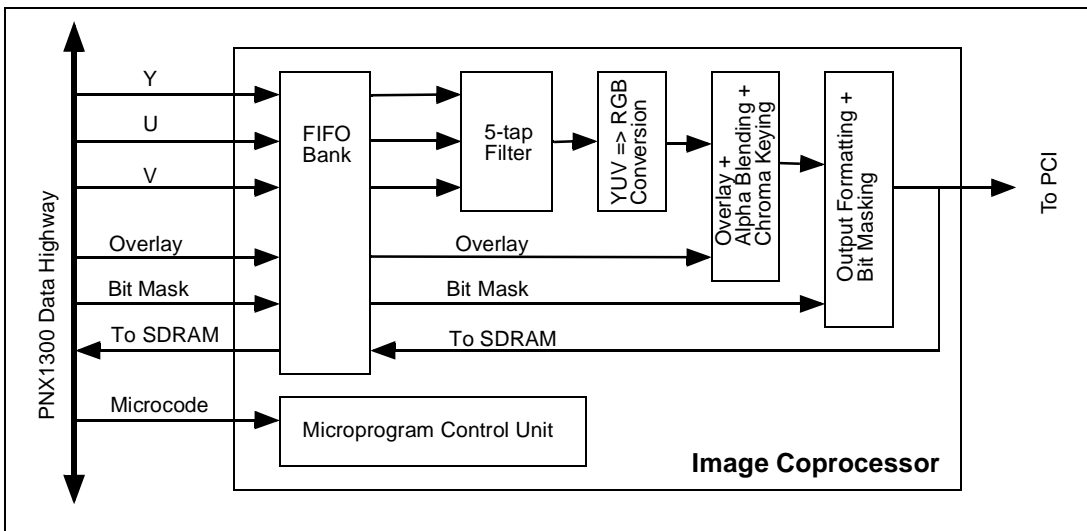 PNX1300 Data Highway
Y
U
V
Overlay
Bit Mask
To SDRAM
Microcode
FIFO
Bank
5-tap
Filter
YUV => RGB
Conversion
Overlay +
Alpha Blending +
Chroma Keying
Output Formatting +
Bit Masking
Overlay
Bit Mask
To SDRAM
To PCI
Microprogram Control Unit
Image Coprocessor